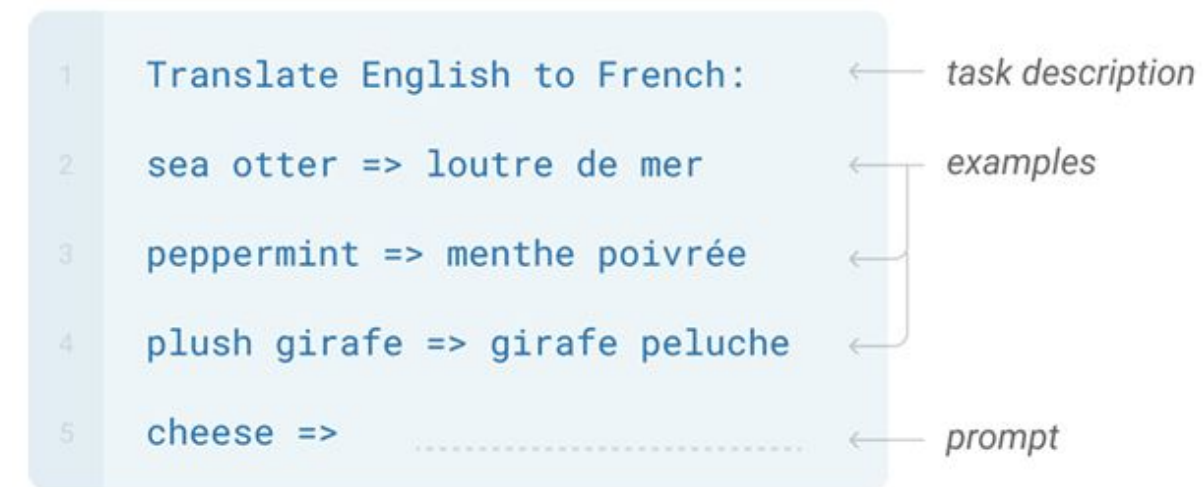 1 Translate English to French: task description
2 sea otter => loutre de mer examples
3 peppermint => menthe poivrée
4 plush girafe => girafe peluche
5 cheese => prompt